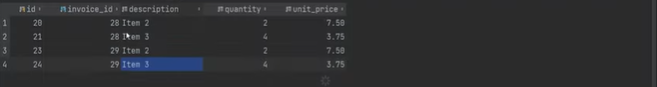 id invoice_id description quantity unit_price
1 20 28 Item 2 2 7.50
2 21 28 Item 3 4 3.75
3 23 29 Item 2 2 7.50
4 24 29 Item 3 4 3.75